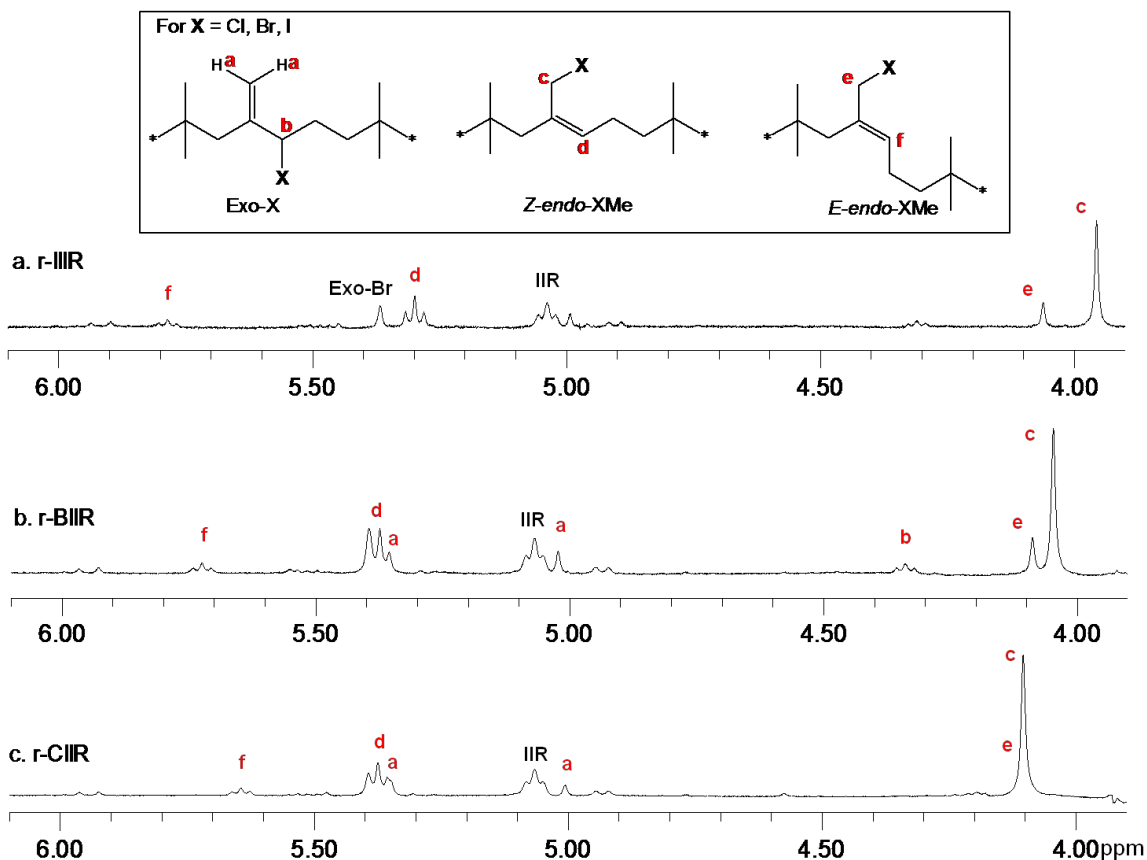 For X = Cl, Br, I
Ha Ha
X
X
c
e
b
*
*
*
*
*
*
d
f
X
Exo-X
Z-endo-XMe
E-endo-XMe
a. r-IIIR
f
Exo-Br
d
IIR
e
c
6.00 5.50 5.00 4.50 4.00
b. r-BIIR
f
d
a
IIR
a
b
e
c
6.00 5.50 5.00 4.50 4.00
c. r-CIIR
f
d
a
IIR
a
c
e
6.00 5.50 5.00 4.50 4.00ppm